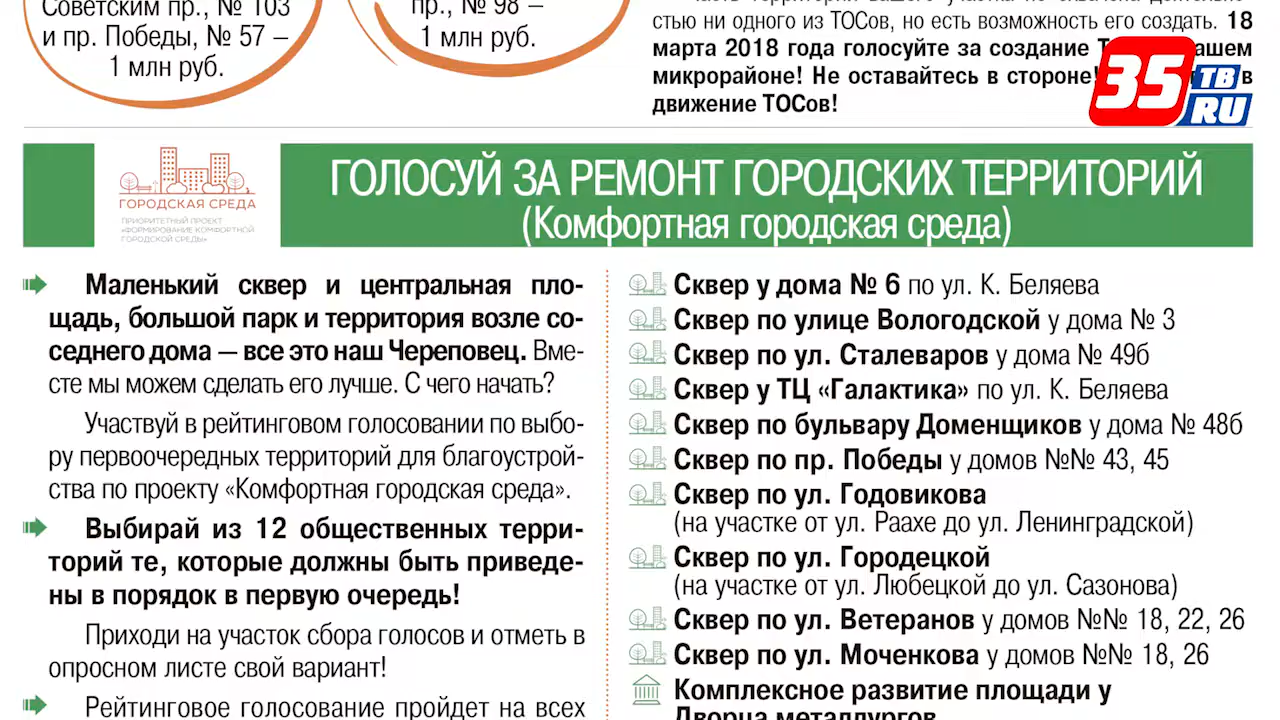 Советским пр., № 103
и пр. Победы, № 57 –
1 млн руб.
пр., № 98 –
1 млн руб.
стью ни одного из ТОСов, но есть возможность его создать. 18
марта 2018 года голосуйте за создание
микрорайоне! Не оставайтесь в стороне! в
движение ТОСов!
35
ТВ
RU
ГОРОДСКАЯ СРЕДА
ПРИОРИТЕТНЫЙ ПРОЕКТ
«ФОРМИРОВАНИЕ КОМФОРТНОЙ
ГОРОДСКОЙ СРЕДЫ»
ГОЛОСУЙ ЗА РЕМОНТ ГОРОДСКИХ ТЕРРИТОРИЙ
(Комфортная городская среда)
Маленький сквер и центральная пло-
щадь, большой парк и территория возле со-
седнего дома — все это наш Череповец. Вме-
сте мы можем сделать его лучше. С чего начать?
Участвуй в рейтинговом голосовании по выбо-
ру первоочередных территорий для благоустрой-
ства по проекту «Комфортная городская среда».
Выбирай из 12 общественных терри-
торий те, которые должны быть приведе-
ны в порядок в первую очередь!
Приходи на участок сбора голосов и отметь в
опросном листе свой вариант!
Рейтинговое голосование пройдет на всех
Сквер у дома № 6 по ул. К. Беляева
Сквер по улице Вологодской у дома № 3
Сквер по ул. Сталеваров у дома № 49б
Сквер у ТЦ «Галактика» по ул. К. Беляева
Сквер по бульвару Доменщиков у дома № 48б
Сквер по пр. Победы у домов №№ 43, 45
Сквер по ул. Годовикова
(на участке от ул. Раахе до ул. Ленинградской)
Сквер по ул. Городецкой
(на участке от ул. Любецкой до ул. Сазонова)
Сквер по ул. Ветеранов у домов №№ 18, 22, 26
Сквер по ул. Моченкова у домов №№ 18, 26
Комплексное развитие площади у
Дворца металлургов